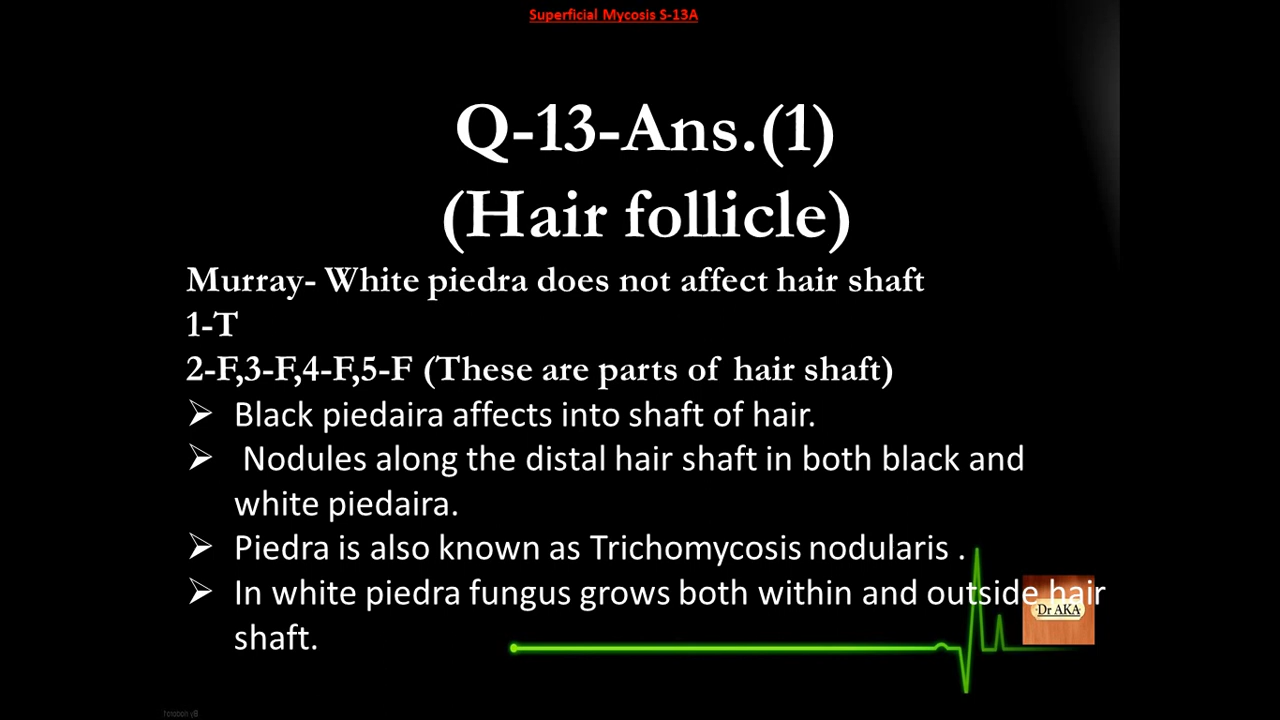 Superficial Mycosis S-13A
Q-13-Ans.(1)
(Hair follicle)
Murray- White piedra does not affect hair shaft
1-T
2-F,3-F,4-F,5-F (These are parts of hair shaft)
Black piedaira affects into shaft of hair.
Nodules along the distal hair shaft in both black and
white piedaira.
Piedra is also known as Trichomycosis nodularis .
In white piedra fungus grows both within and outside hair
Dr AKA
shaft.